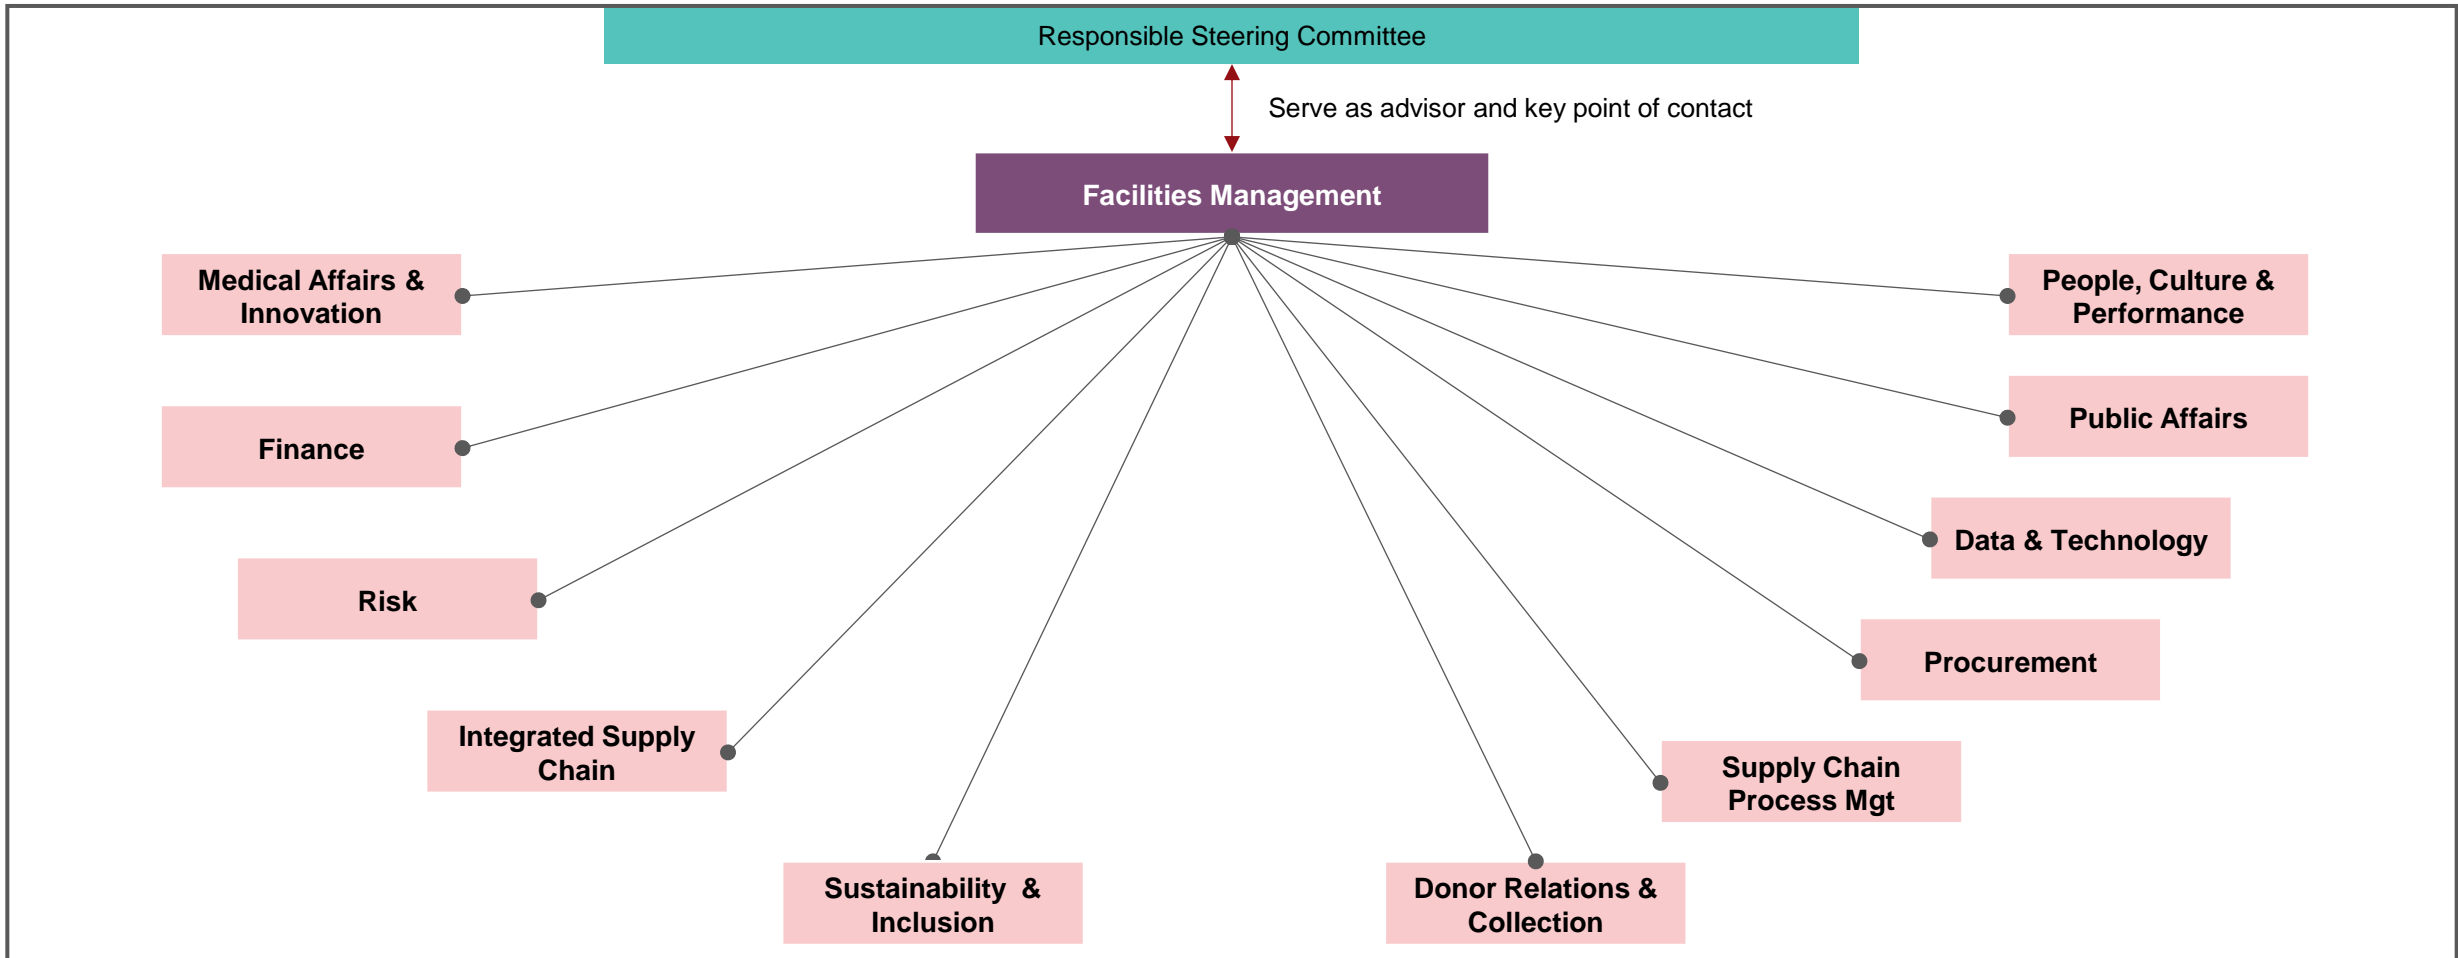 Responsible Steering Committee
Serve as advisor and key point of contact
Facilities Management
Medical Affairs &
Innovation
People, Culture &
Performance
Finance
Public Affairs
Data & Technology
Risk
Procurement
Integrated Supply
Chain
Supply Chain
Process Mgt
Sustainability & 
Inclusion
Donor Relations &
Collection